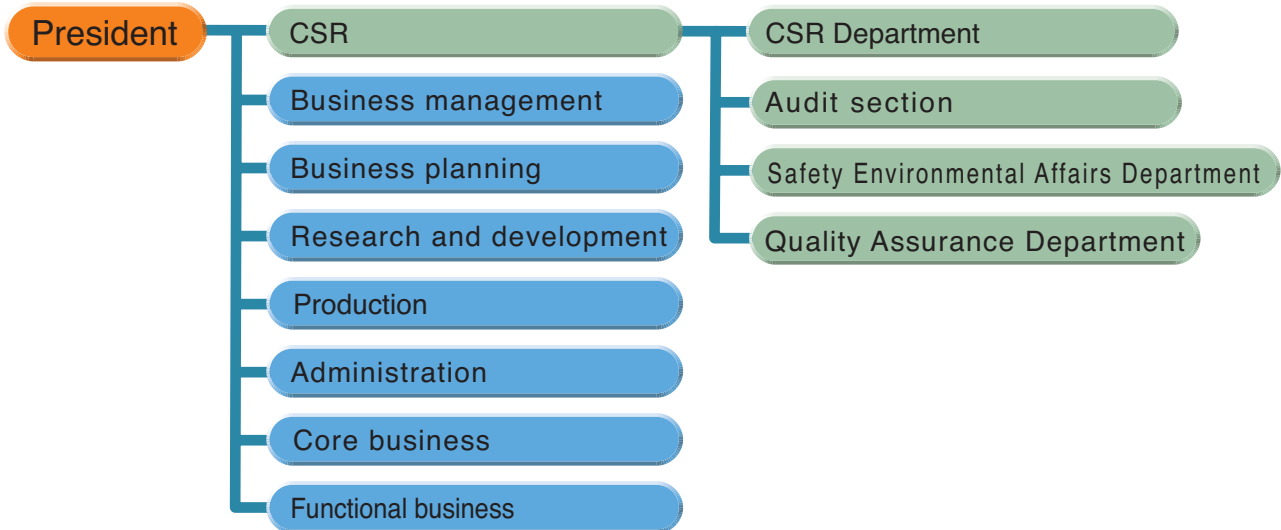 President
CSR
Business management
Business planning
Research and development
Production
Administration
Core business
Functional business
CSR Department
Audit section
Safety Environmental Affairs Department
Quality Assurance Department